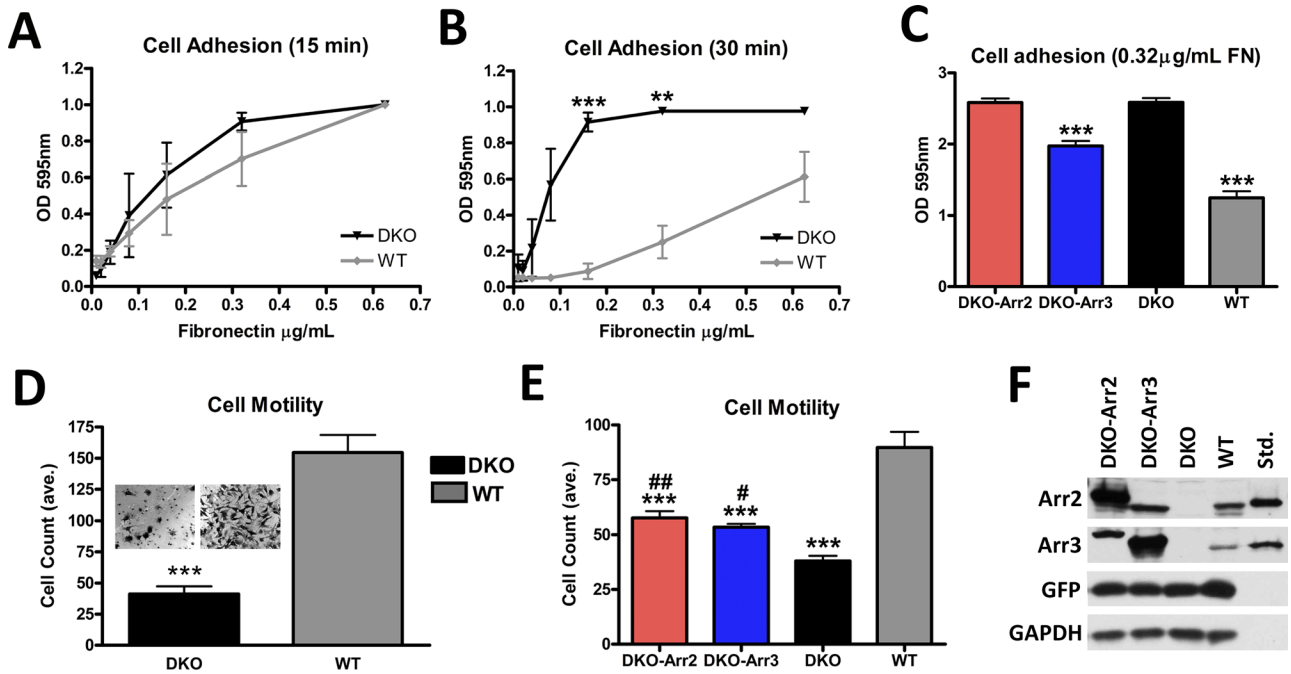 A
Cell Adhesion (15 min)
1.2
1.0
0.8
0.6
0.4
0.2
0.0
OD 595nm
DKO
WT
0.0 0.1 0.2 0.3 0.4 0.5 0.6 0.7
Fibronectin µg/mL
B
Cell Adhesion (30 min)
1.2
1.0
0.8
0.6
0.4
0.2
0.0
OD 595nm
*** **
DKO
WT
0.0 0.1 0.2 0.3 0.4 0.5 0.6 0.7
Fibronectin µg/mL
C
Cell adhesion (0.32µg/mL FN)
3
2
1
0
OD 595nm
***
***
DKO-Arr2 DKO-Arr3 DKO WT
D
Cell Motility
175
150
125
100
75
50
25
0
Cell Count (ave.)
***
DKO WT
DKO
WT
E
Cell Motility
100
75
50
25
0
Cell Count (ave.)
## #
*** *** ***
DKO-Arr2 DKO-Arr3 DKO WT
F
DKO-Arr2
DKO-Arr3
DKO
WT
Std.
Arr2
Arr3
GFP
GAPDH